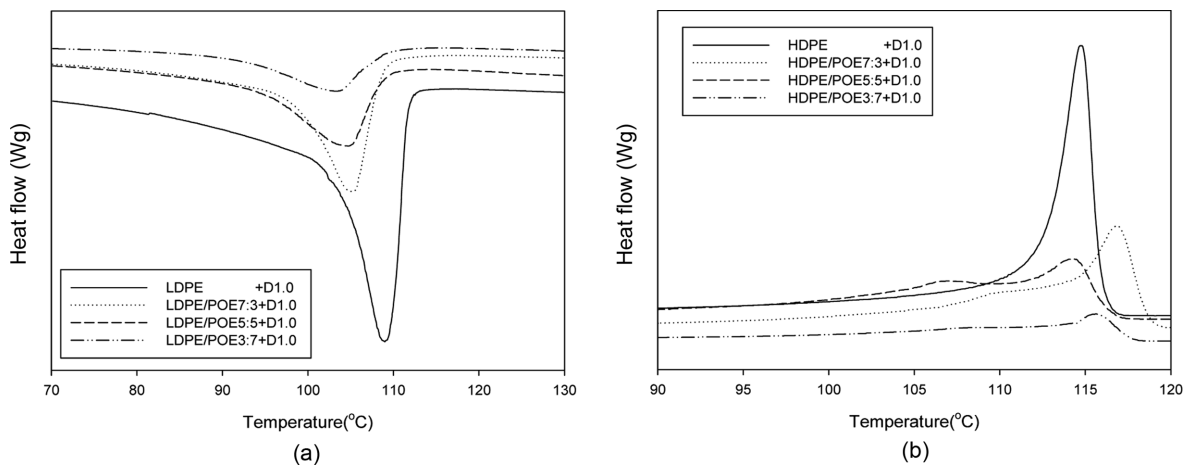 Heat flow (Wg)
LDPE +D1.0
LDPE/POE7:3+D1.0
LDPE/POE5:5+D1.0
LDPE/POE3:7+D1.0
70 80 90 100 110 120 130
Temperature(°C)
(a)
Heat flow (Wg)
HDPE +D1.0
HDPE/POE7:3+D1.0
HDPE/POE5:5+D1.0
HDPE/POE3:7+D1.0
90 95 100 105 110 115 120
Temperature(°C)
(b)